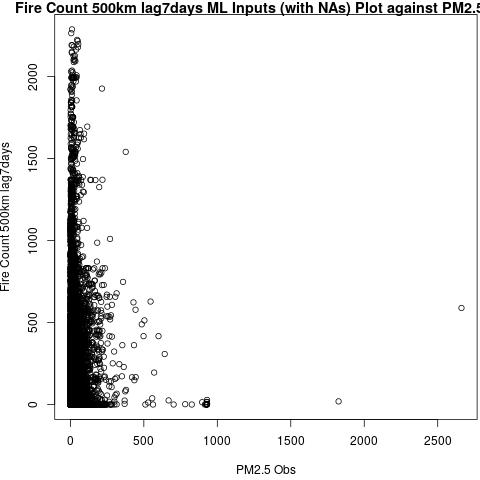 Fire Count 500km lag7days ML Inputs (with NAs) Plot against PM2.5
Fire Count 500km lag7days
2000
1500
1000
500
0
0 500 1000 1500 2000 2500
PM2.5 Obs